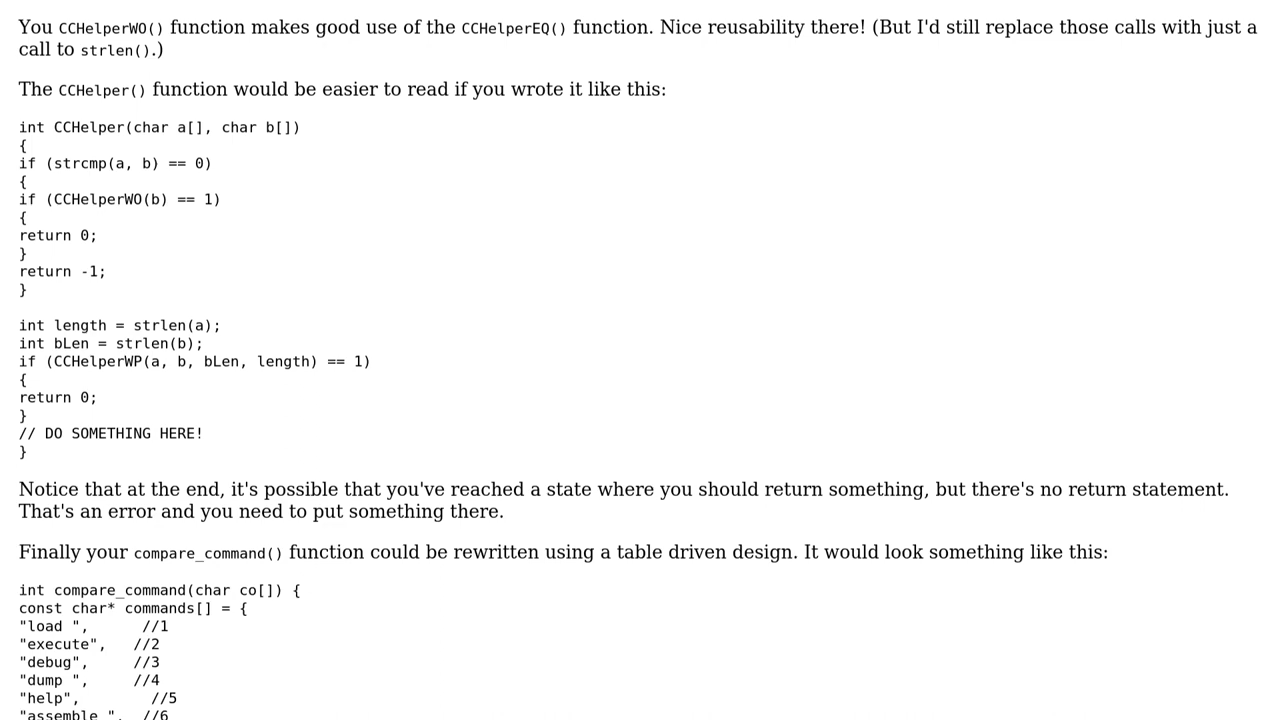 You CCHelperWO() function makes good use of the CCHelperEQ() function. Nice reusability there! (But I'd still replace those calls with just a
call to strlen().)
The CCHelper() function would be easier to read if you wrote it like this:
int CCHelper(char a[], char b[])
{
if (strcmp(a, b) == 0)
{
if (CCHelperWO(b) == 1)
{
return 0;
}
return -1;
}
int length = strlen(a);
int bLen = strlen(b);
if (CCHelperWP(a, b, bLen, length) == 1)
{
return 0;
}
// DO SOMETHING HERE!
}
Notice that at the end, it's possible that you've reached a state where you should return something, but there's no return statement.
That's an error and you need to put something there.
Finally your compare_command() function could be rewritten using a table driven design. It would look something like this:
int compare_command(char co[]) {
const char* commands[] = {
"load ",      //1
"execute",   //2
"debug",     //3
"dump ",     //4
"help",        //5
"assemble ",  //6